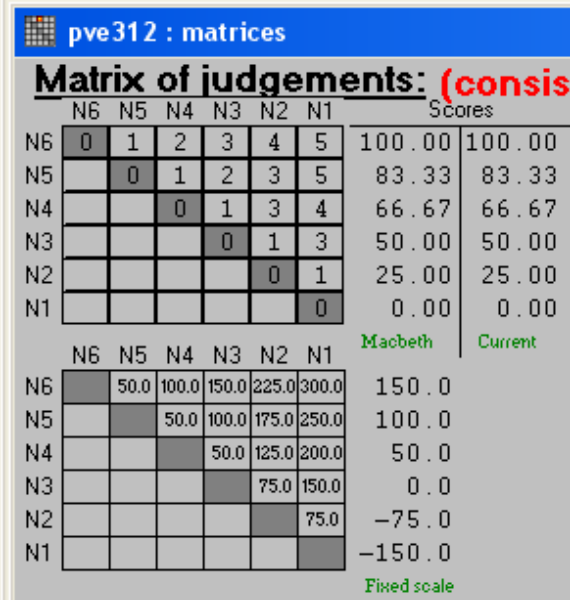 pve312 : matrices
Matrix of judgements: (consis
N6 N5 N4 N3 N2 N1 Scores
N6 0 1 2 3 4 5 100.00 100.00
N5 0 1 2 3 5 83.33 83.33
N4 0 1 3 4 66.67 66.67
N3 0 1 3 50.00 50.00
N2 0 1 25.00 25.00
N1 0 0.00 0.00
Macbeth Current
N6 N5 N4 N3 N2 N1
N6 50.0 100.0 150.0 225.0 300.0 150.0
N5 50.0 100.0 175.0 250.0 100.0
N4 50.0 125.0 200.0 50.0
N3 75.0 150.0 0.0
N2 75.0 -75.0
N1 -150.0
Fixed scale